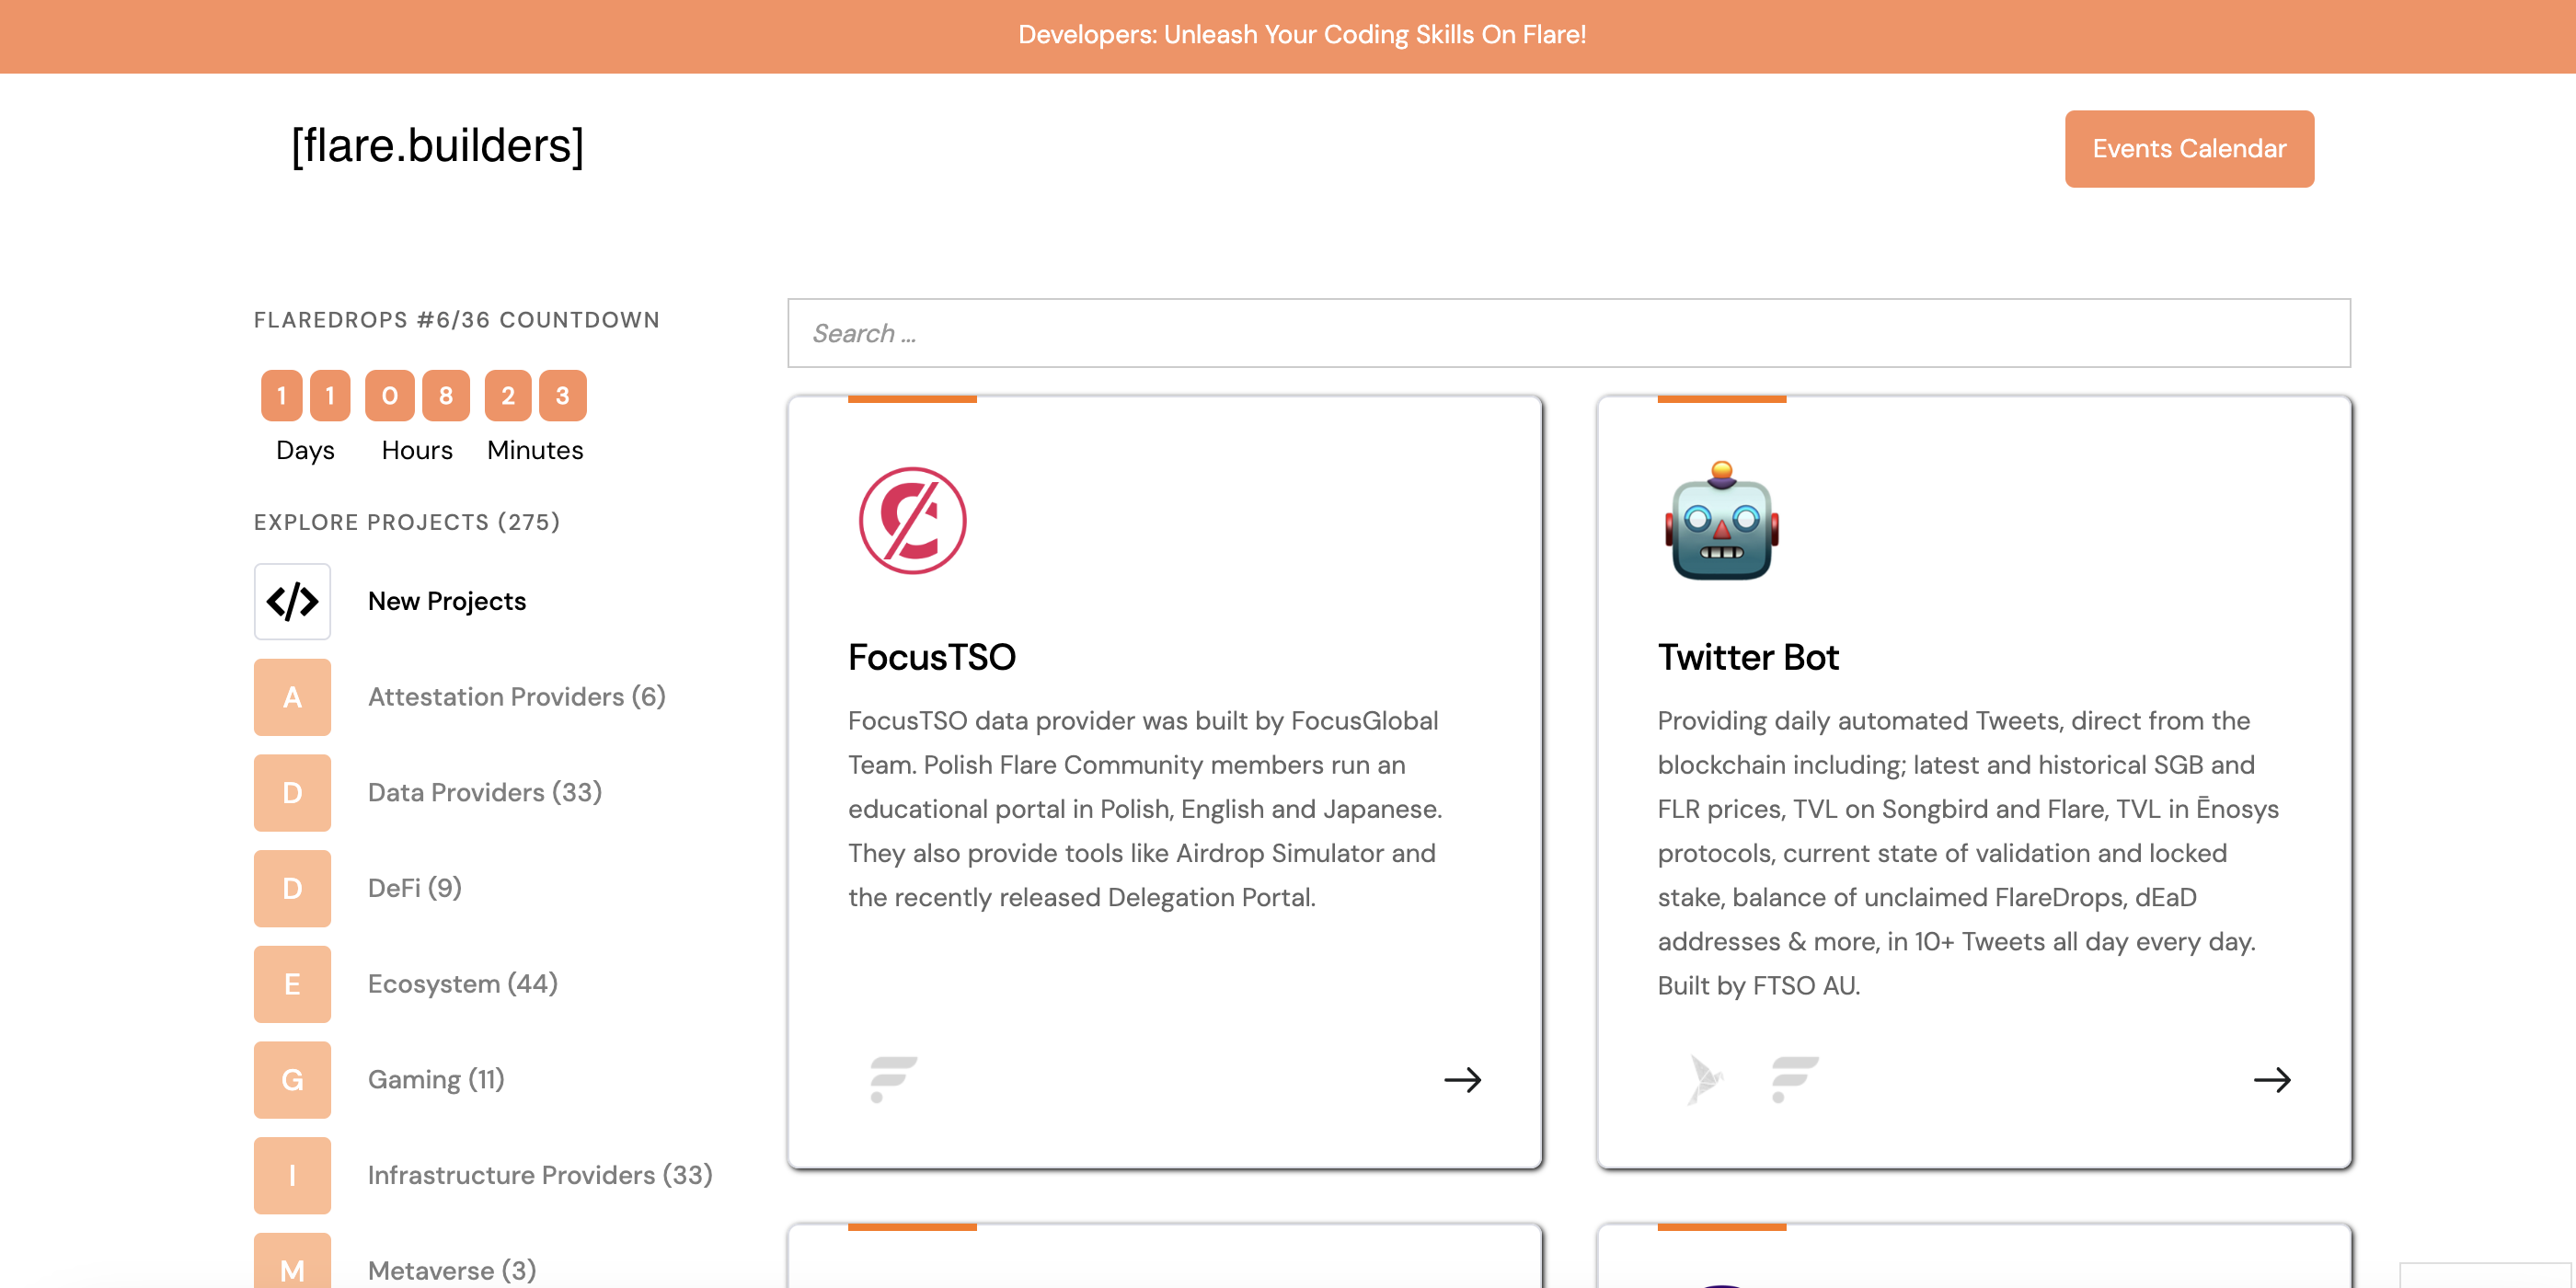 Developers: Unleash Your Coding Skills On Flare!
[flare.builders]
Events Calendar
FLAREDROPS #6/36 COUNTDOWN
1 1 0 8 2 3
Days Hours Minutes
EXPLORE PROJECTS (275)
</> New Projects
A Attestation Providers (6)
D Data Providers (33)
D DeFi (9)
E Ecosystem (44)
G Gaming (11)
I Infrastructure Providers (33)
M Metaverse (3)
Search ...
FocusTSO
FocusTSO data provider was built by FocusGlobal
Team. Polish Flare Community members run an
educational portal in Polish, English and Japanese.
They also provide tools like Airdrop Simulator and
the recently released Delegation Portal.
Twitter Bot
Providing daily automated Tweets, direct from the
blockchain including; latest and historical SGB and
FLR prices, TVL on Songbird and Flare, TVL in Ēnosys
protocols, current state of validation and locked
stake, balance of unclaimed FlareDrops, dEaD
addresses & more, in 10+ Tweets all day every day.
Built by FTSO AU.